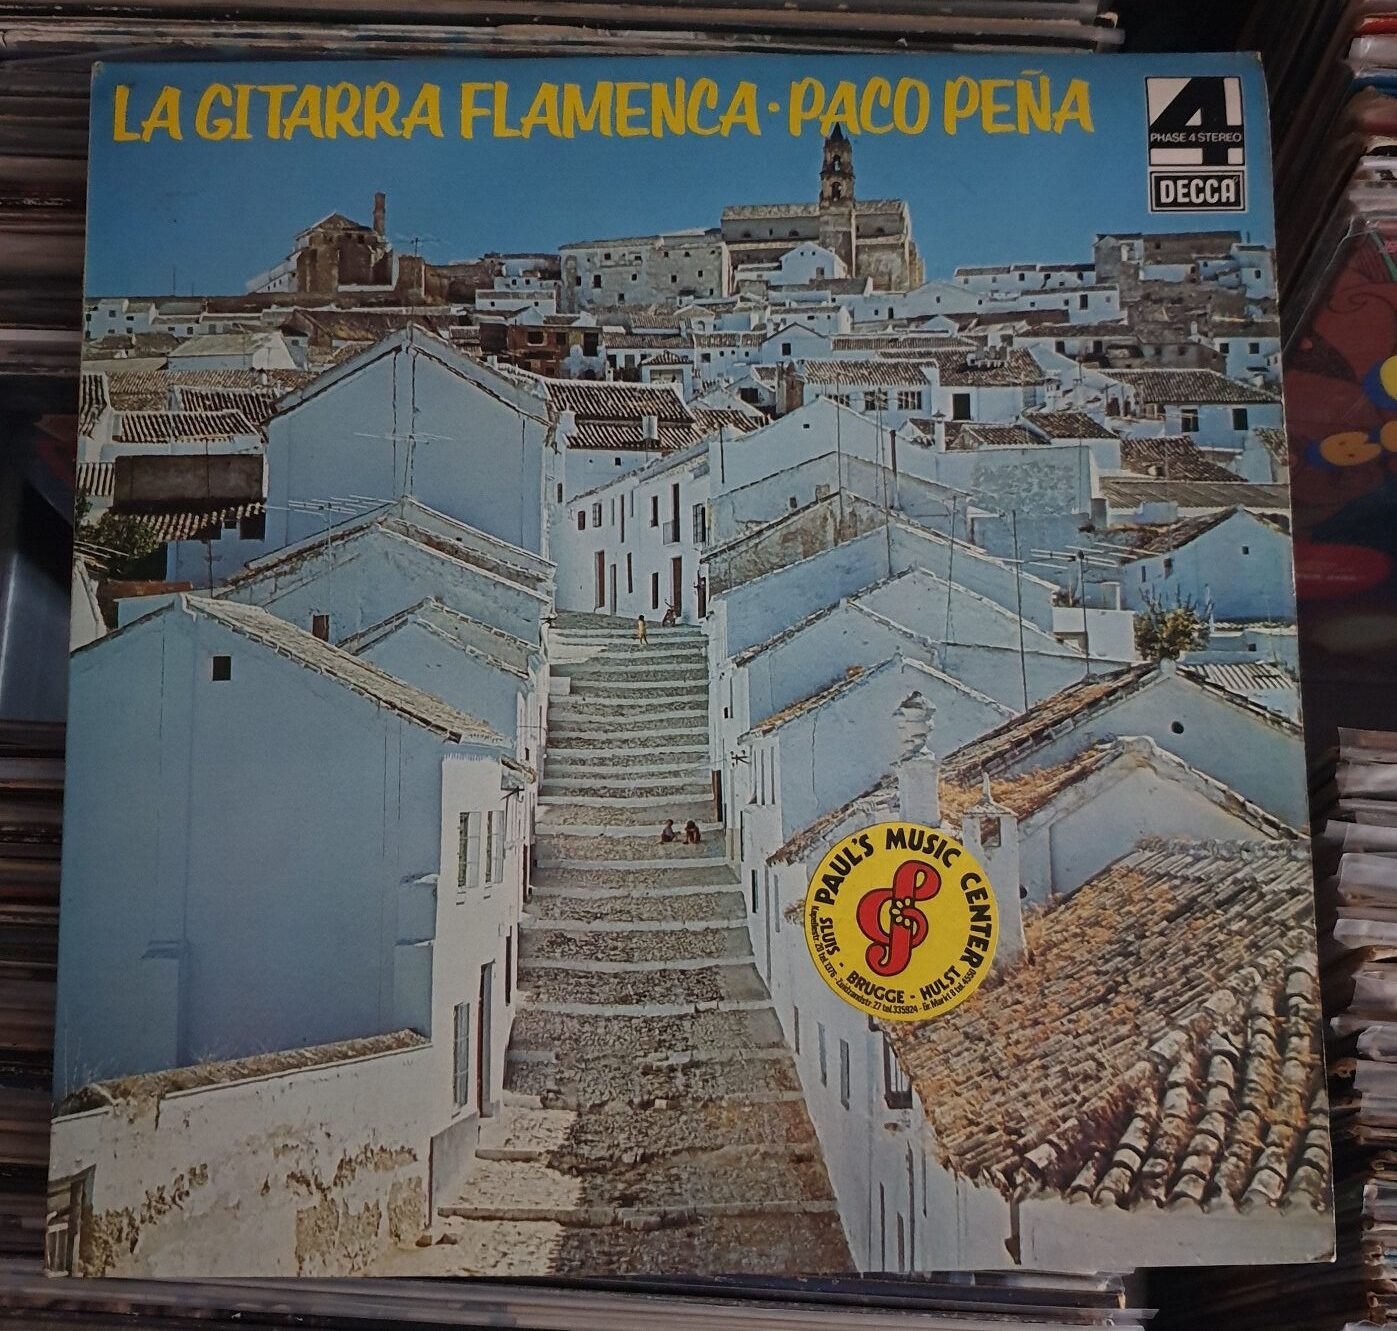 LA GITARRA FLAMENCA · PACO PEÑA
4
PHASE 4 STEREO
DECCA
PAUL'S MUSIC CENTER
SLUIS - BRUGGE - HULST